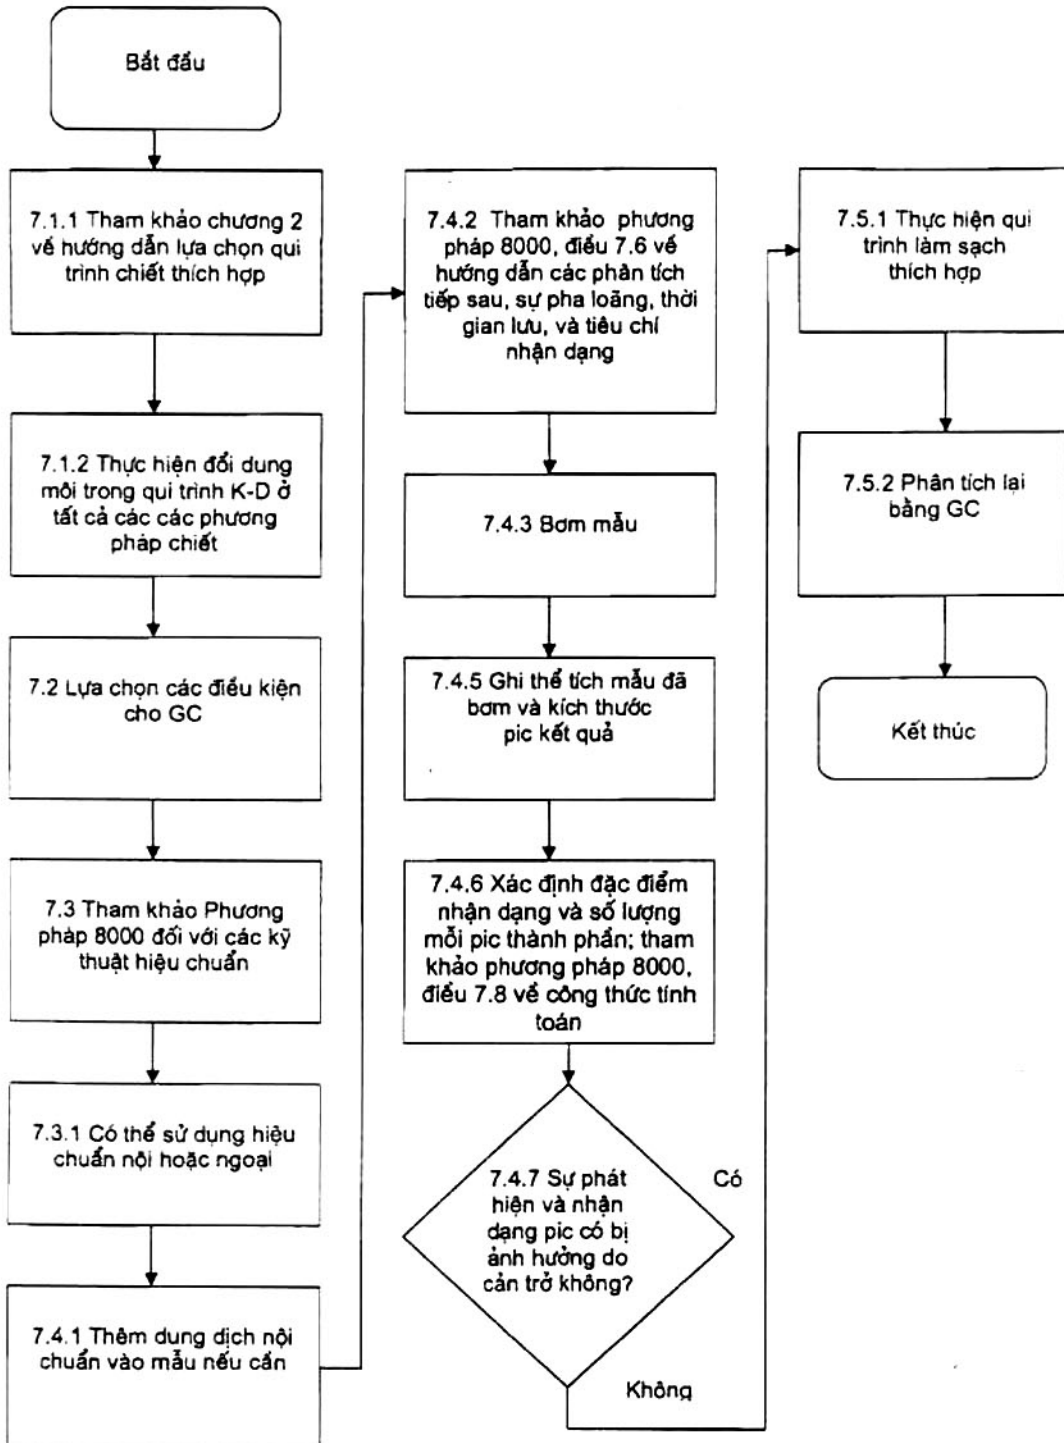 Bắt đẩu
7.1.1 Tham khảo chương 2
về hướng dẫn lựa chọn qui
trình chiết thích hợp
7.1.2 Thực hiện đổi dung
môi trong qui trình K-D ở
tất cả các các phương
pháp chiết
7.2 Lựa chọn các điều kiện
cho GC
7.3 Tham khảo Phương
pháp 8000 đối với các kỹ
thuật hiệu chuẩn
7.3.1 Có thể sử dụng hiệu
chuẩn nội hoặc ngoại
7.4.1 Thêm dung dịch nội
chuẩn vào mẫu nếu cần
7.4.2 Tham khảo phương
pháp 8000, điều 7.6 về
hướng dẫn các phân tích
tiếp sau, sự pha loãng, thời
gian lưu, và tiêu chí
nhận dạng
7.4.3 Bơm mẫu
7.4.5 Ghi thể tích mẫu đã
bơm và kích thước
pic kết quả
7.4.6 Xác định đặc điểm
nhận dạng và số lượng
mỗi pic thành phần; tham
khảo phương pháp 8000,
điều 7.8 về công thức tính
toán
7.4.7 Sự phát
hiện và nhận
dạng pic có bị
ảnh hưởng do
cản trở không?
Có
Không
7.5.1 Thực hiện qui
trình làm sạch
thích hợp
7.5.2 Phân tích lại
bằng GC
Kết thúc